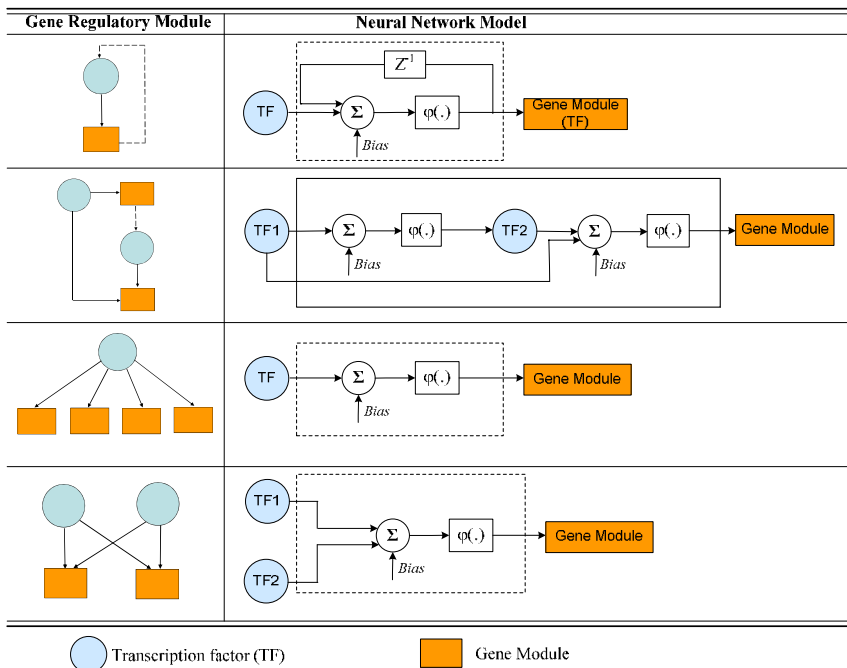 Gene Regulatory Module
Neural Network Model
Z⁻¹
TF
Σ
φ(.)
Gene Module
(TF)
Bias
TF1
Σ
φ(.)
TF2
Σ
φ(.)
Gene Module
Bias
Bias
TF
Σ
φ(.)
Gene Module
Bias
TF1
Σ
φ(.)
Gene Module
Bias
TF2
Transcription factor (TF)
Gene Module